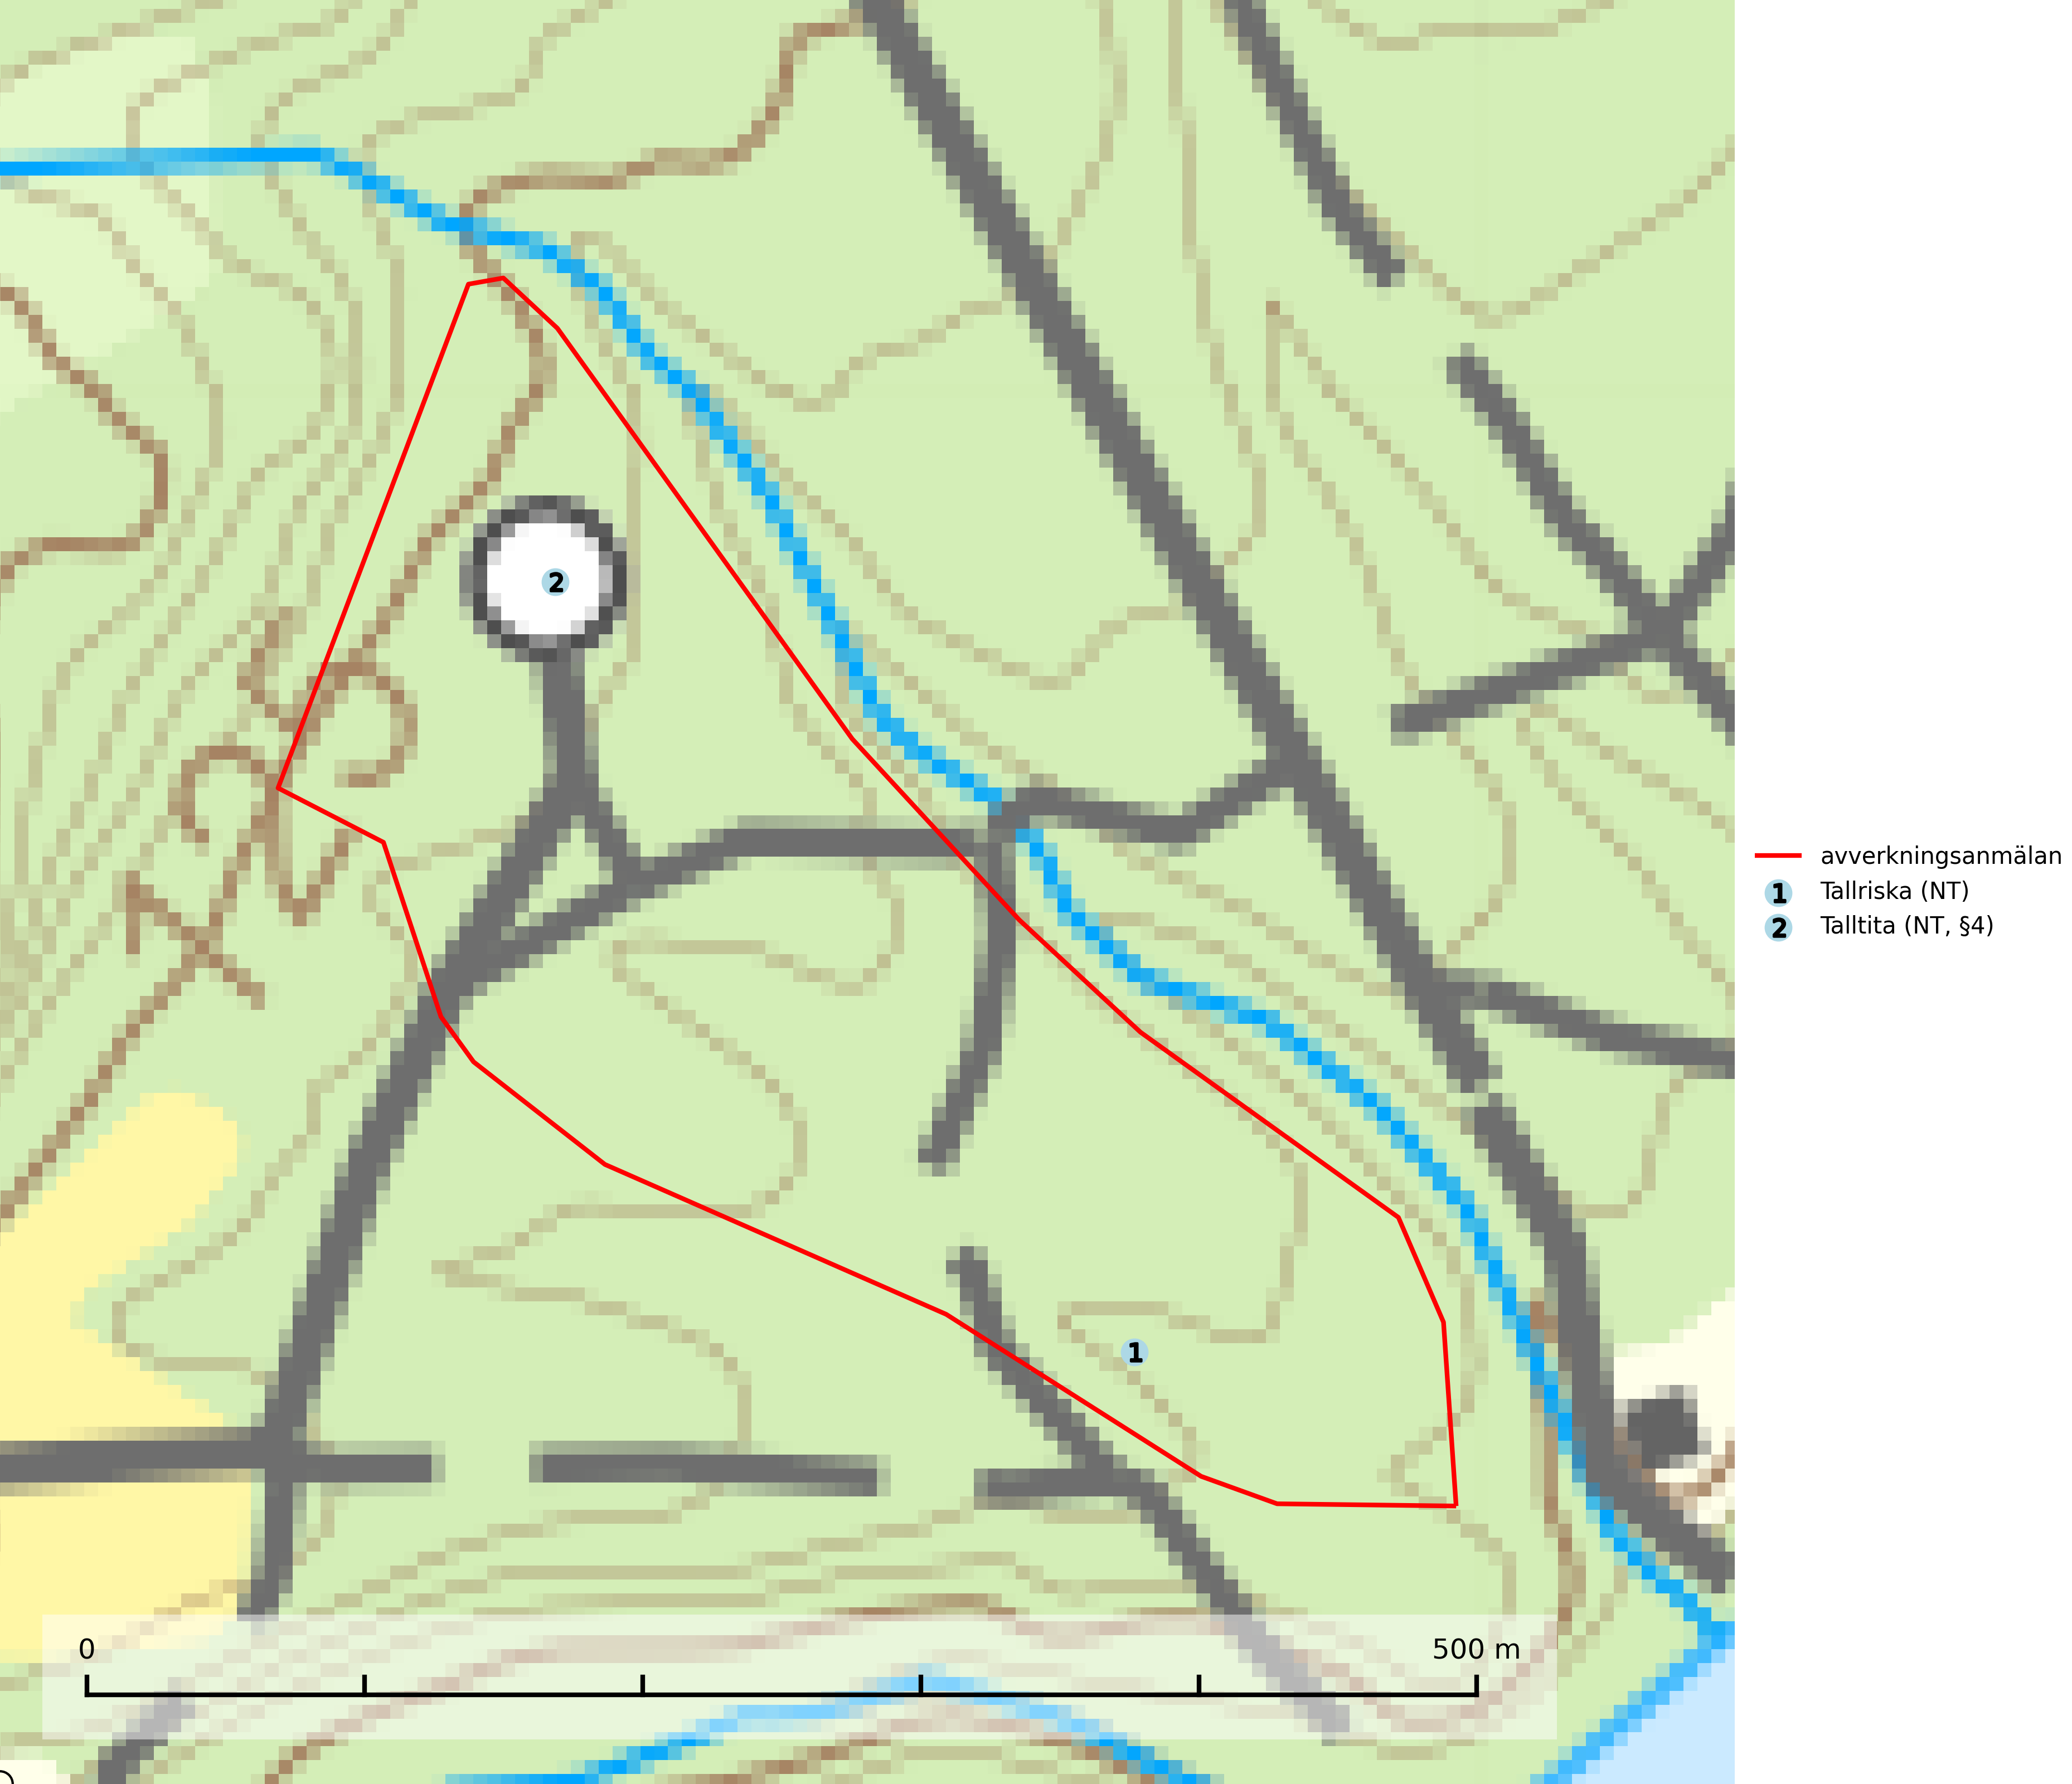 2
avverkningsanmälan
1 Tallriska (NT)
2 Talltita (NT, §4)
1
0 500 m